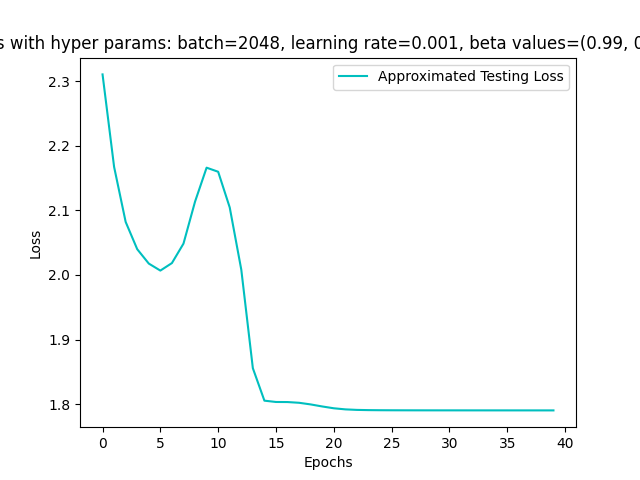 s with hyper params: batch=2048, learning rate=0.001, beta values=(0.99, 0
Approximated Testing Loss
Loss
2.3
2.2
2.1
2.0
1.9
1.8
0 5 10 15 20 25 30 35 40
Epochs